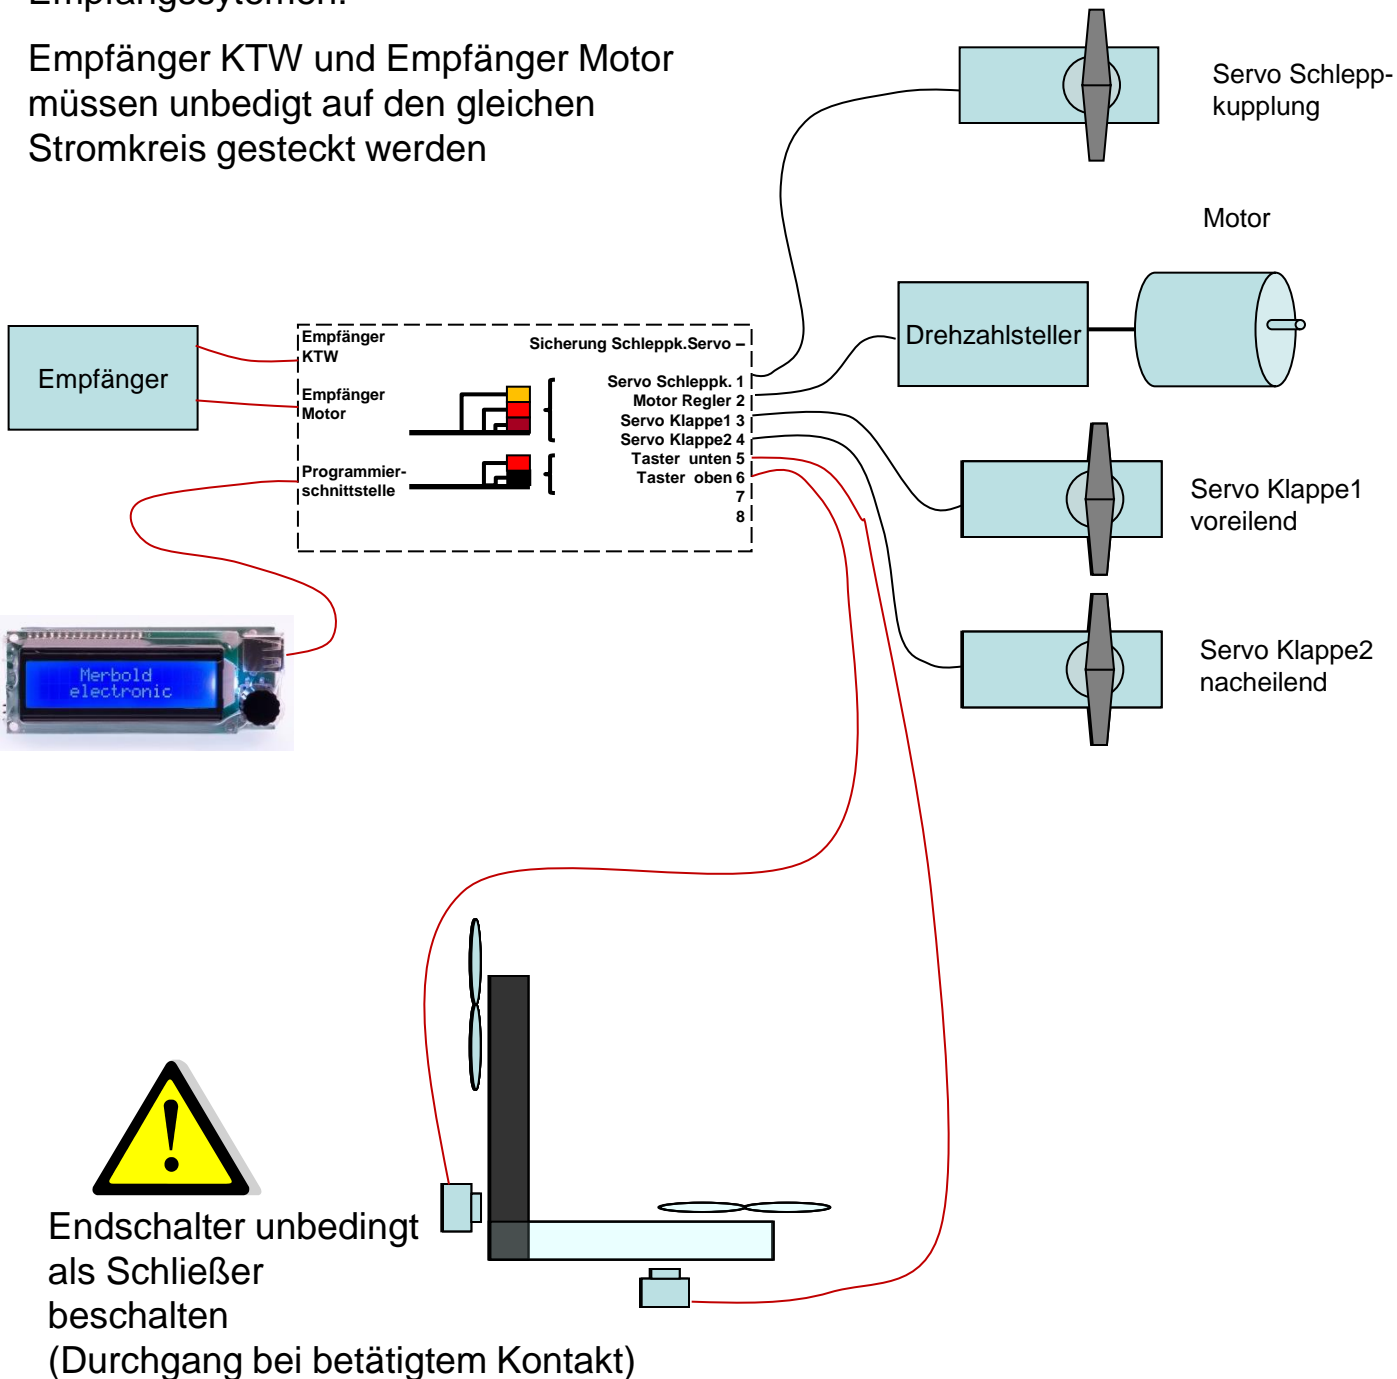 Empfangssytemen.
Empfänger KTW und Empfänger Motor
müssen unbedigt auf den gleichen
Stromkreis gesteckt werden
Servo Schlepp-
kupplung
Motor
Drehzahlsteller
Empfänger
Empfänger
KTW
Sicherung Schleppk.Servo –
Empfänger
Motor
Servo Schleppk. 1
Motor Regler 2
Servo Klappe1 3
Servo Klappe2 4
Taster unten 5
Taster oben 6
7
8
Programmier-
schnittstelle
Servo Klappe1
voreilend
Servo Klappe2
nacheilend
Merbold
electronic
Endschalter unbedingt
als Schließer
beschalten
(Durchgang bei betätigtem Kontakt)